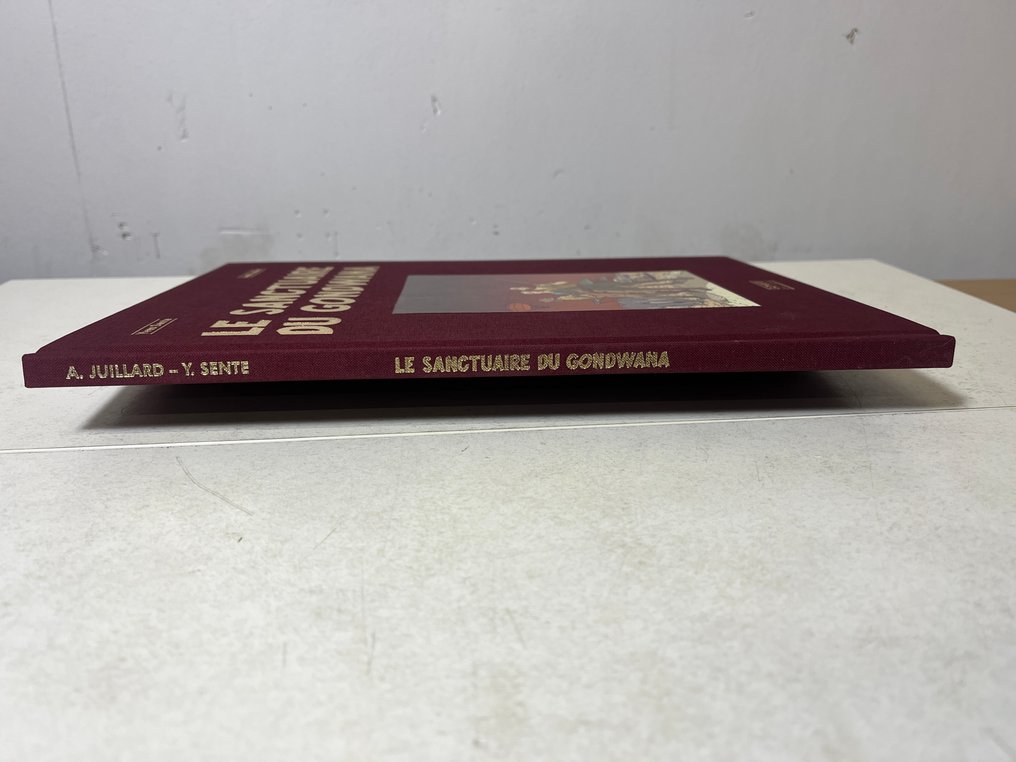 LE SANCTUAIRE
DU GONDWANA
A. JUILLARD – Y. SENTE
LE SANCTUAIRE DU GONDWANA